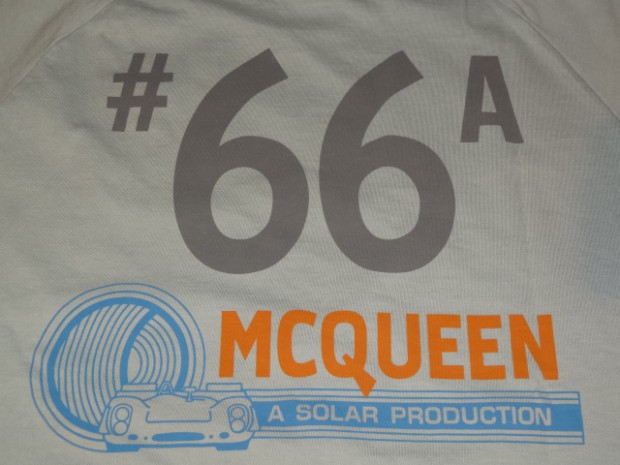 #66A
MCQUEEN
A SOLAR PRODUCTION